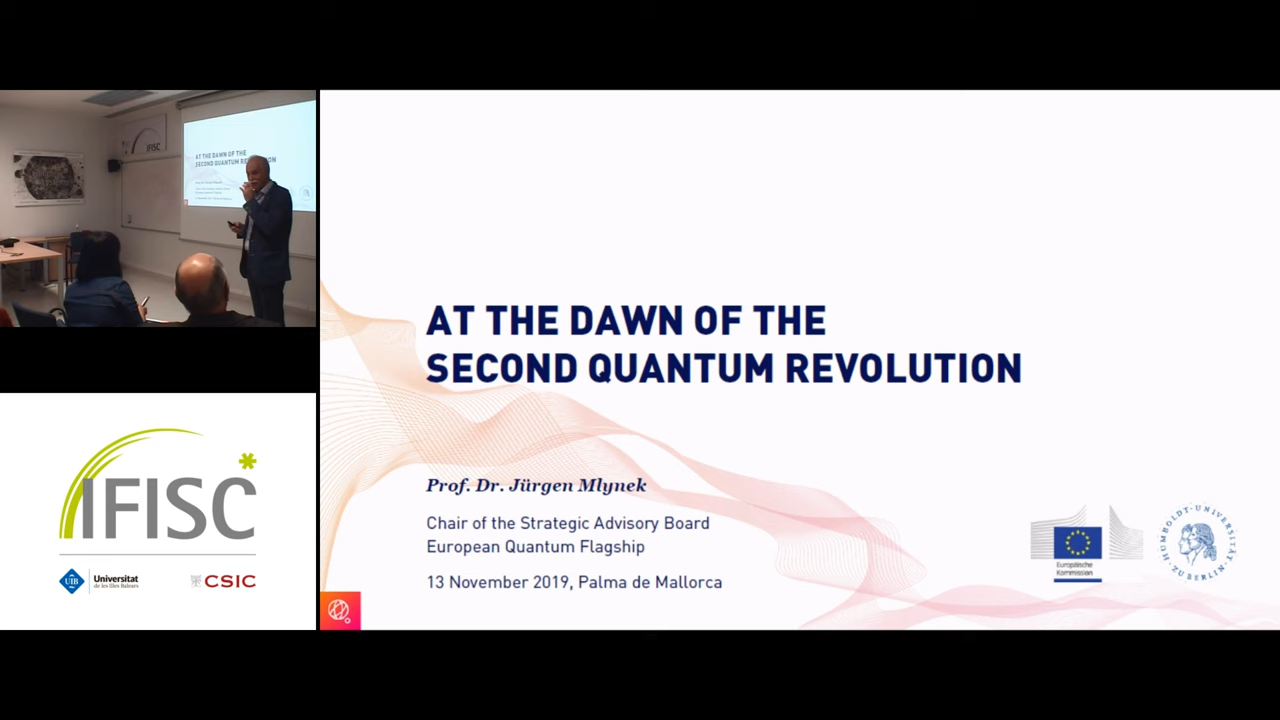 IFISC
AT THE DAWN OF THE
SECOND QUANTUM REVOLUTION
AT THE DAWN OF THE
SECOND QUANTUM REVOLUTION
Prof. Dr. Jürgen Mlynek
Chair of the Strategic Advisory Board
European Quantum Flagship
13 November 2019, Palma de Mallorca
Europäische
Kommission
HUMBOLDT-UNIVERSITÄT
ZU BERLIN
IFISC
UIB
Universitat
de les Illes Balears
CSIC